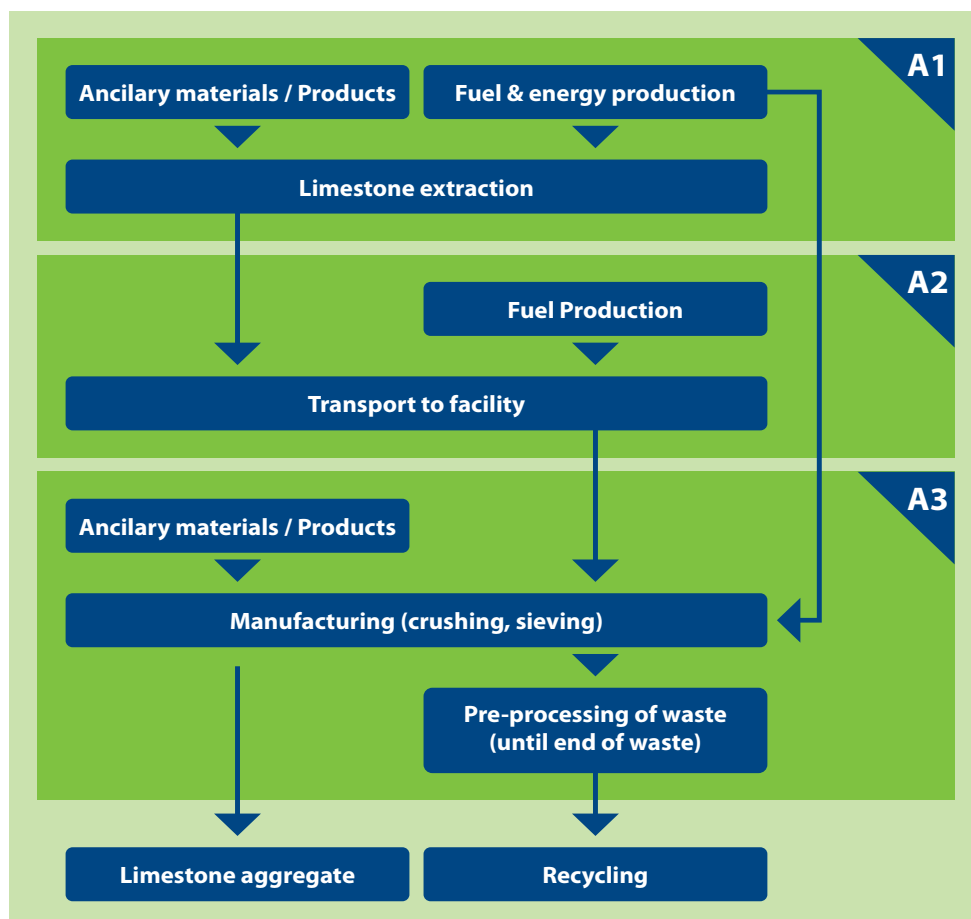 A1
Ancilary materials / Products
Fuel & energy production
Limestone extraction
A2
Fuel Production
Transport to facility
A3
Ancilary materials / Products
Manufacturing (crushing, sieving)
Pre-processing of waste
(until end of waste)
Limestone aggregate
Recycling